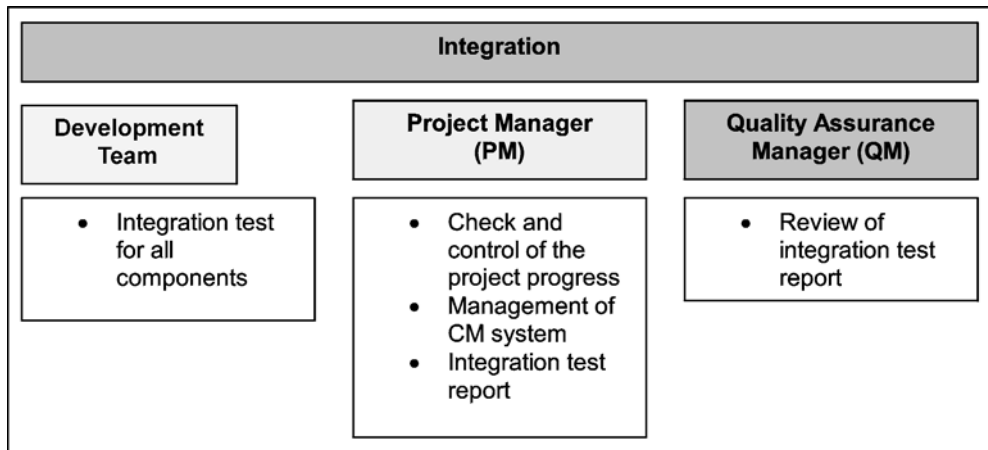 Integration
Development
Team
• Integration test
for all
components
Project Manager
(PM)
• Check and
control of the
project progress
• Management of
CM system
• Integration test
report
Quality Assurance
Manager (QM)
• Review of
integration test
report